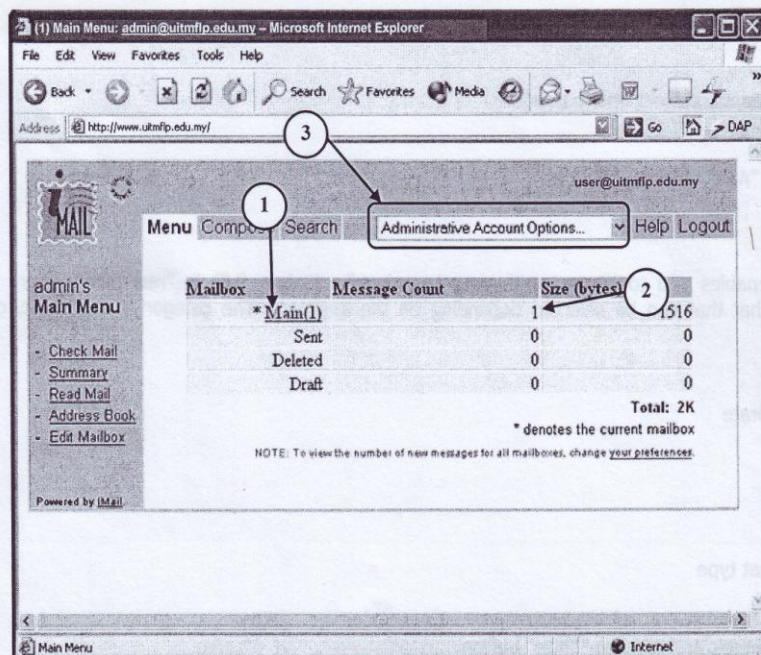 (1) Main Menu: admin@uitmflp.edu.my – Microsoft Internet Explorer
File Edit View Favorites Tools Help
Back Search Favorites Media
Address http://www.uitmflp.edu.my/ Go DAP
3
user@uitmflp.edu.my
iMAIL
1
Menu Compose Search Administrative Account Options... Help Logout
admin's
Main Menu
- Check Mail
- Summary
- Read Mail
- Address Book
- Edit Mailbox
Powered by IMail
Mailbox Message Count Size (bytes)
2
* Main(1) 1 1516
Sent 0 0
Deleted 0 0
Draft 0 0
Total: 2K
* denotes the current mailbox
NOTE: To view the number of new messages for all mailboxes, change your preferences.
Main Menu Internet